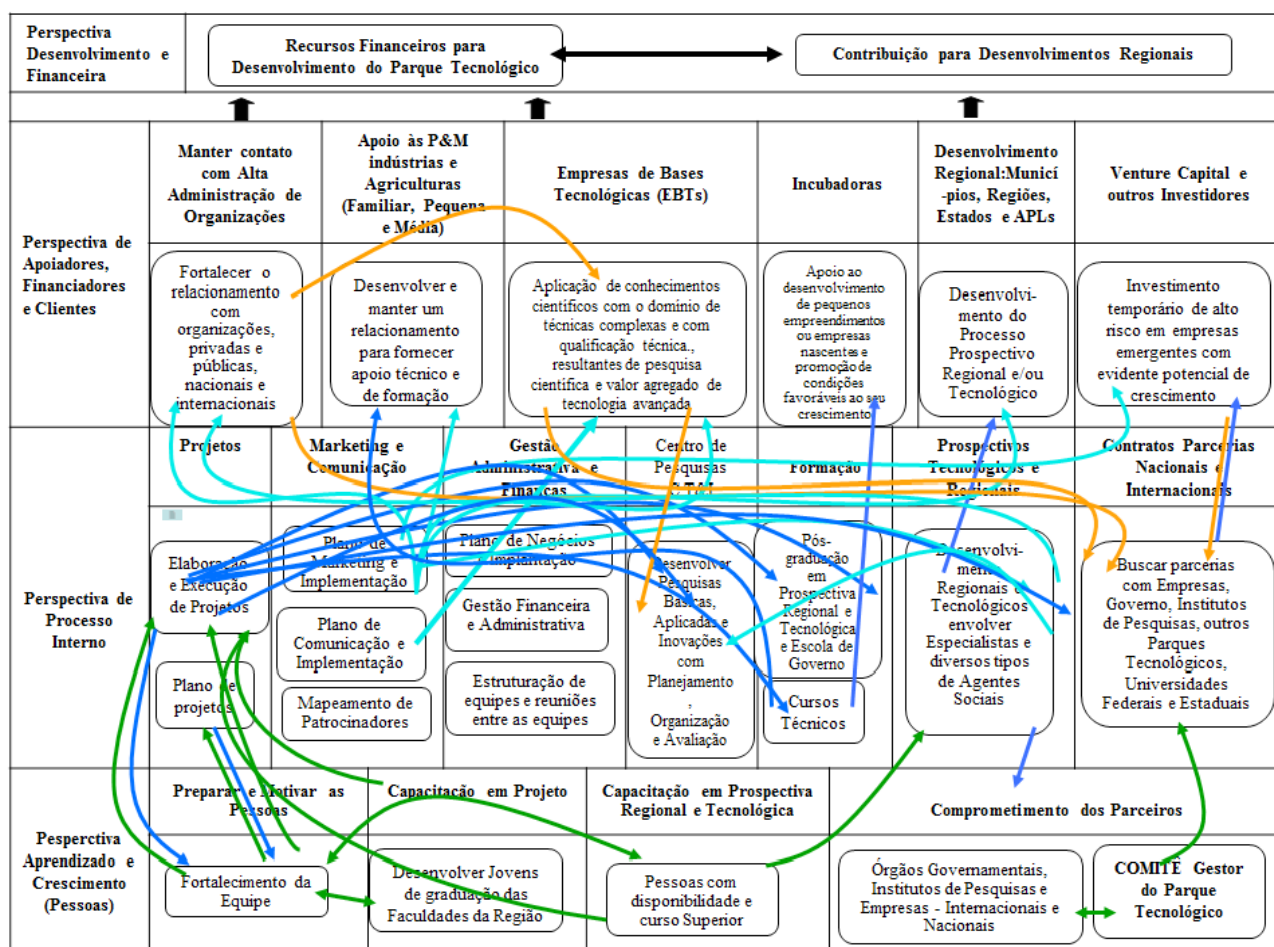 Perspectiva
Desenvolvimento e
Financeira
Recursos Financeiros para
Desenvolvimento do Parque Tecnológico
Contribuição para Desenvolvimentos Regionais
Perspectiva de
Apoiadores,
Financiadores
e Clientes
Manter contato
com Alta
Administração de
Organizações
Apoio às P&M
indústrias e
Agriculturas
(Familiar, Pequena
e Média)
Empresas de Bases
Tecnológicas (EBTs)
Incubadoras
Desenvolvimento
Regional:Municí
-pios, Regiões,
Estados e APLs
Venture Capital e
outros Investidores
Fortalecer o
relacionamento
com
organizações,
privadas e
públicas,
nacionais e
internacionais
Desenvolver e
manter um
relacionamento
para fornecer
apoio técnico e
de formação
Aplicação de conhecimentos
científicos com o domínio de
técnicas complexas e com
qualificação técnica., 
resultantes de pesquisa
científica e valor agregado de
tecnologia avançada
Apoio ao
desenvolvimento
de pequenos
empreendimentos
ou empresas
nascentes e
promoção de
condições
favoráveis ao seu
crescimento
Desenvolvi-
mento do
Processo
Prospectivo
Regional e/ou
Tecnológico
Investimento
temporário de alto
risco em empresas
emergentes com
evidente potencial de
crescimento
Perspectiva de
Processo
Interno
Projetos
Marketing e
Comunicação
Gestão
Administrativa e
Finanças
Centro de
Pesquisas
Formação
Prospectivos
Tecnológicos e
Regionais
Contratos Parcerias
Nacionais e
Internacionais
Elaboração
e Execução
de Projetos
Plano de
projetos
Plano de
Marketing e
Implementação
Plano de
Comunicação e
Implementação
Mapeamento de
Patrocinadores
Plano de Negócios
Implantação
Gestão Financeira
e Administrativa
Estruturação de
equipes e reuniões
entre as equipes
Desenvolver
Pesquisas
Básicas,
Aplicadas e
Inovações
com
Planejamento
,
Organização
e Avaliação
Pós-
graduação em
Prospectiva
Regional e
Tecnológica
e Escola de
Governo
Cursos
Técnicos
Desenvolvi-
mento
Regionais e
Tecnológicos
envolver
Especialistas e
diversos tipos
de Agentes
Sociais
Buscar parcerias
com Empresas,
Governo, Institutos
de Pesquisas, outros
Parques
Tecnológicos,
Universidades
Federais e Estaduais
Pesperctiva
Aprendizado e
Crescimento
(Pessoas)
Preparar e Motivar as
Pessoas
Capacitação em Projeto
Capacitação em Prospectiva
Regional e Tecnológica
Comprometimento dos Parceiros
Fortalecimento da
Equipe
Desenvolver Jovens
de graduação das
Faculdades da Região
Pessoas com
disponibilidade e
curso Superior
Órgãos Governamentais,
Institutos de Pesquisas e
Empresas - Internacionais e
Nacionais
COMITÊ Gestor
do Parque
Tecnológico